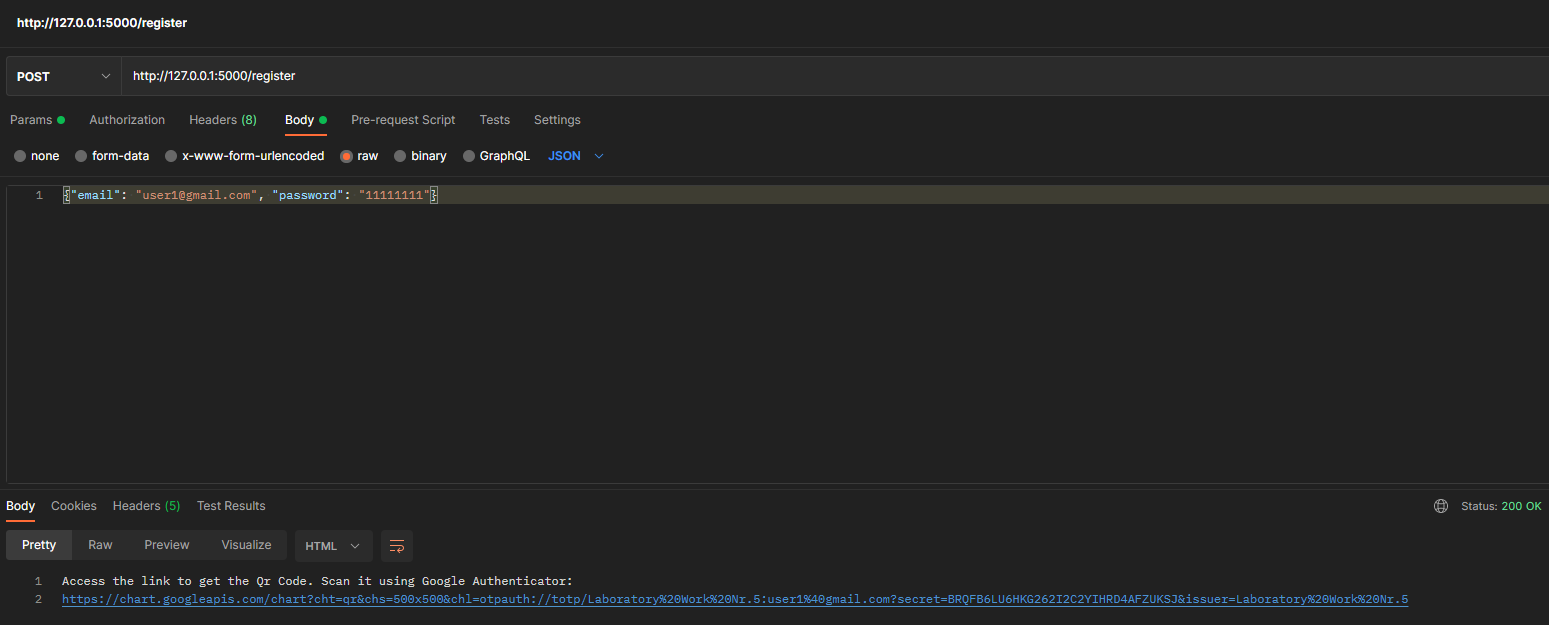 http://127.0.0.1:5000/register
POST http://127.0.0.1:5000/register
Params Authorization Headers (8) Body Pre-request Script Tests Settings
none form-data x-www-form-urlencoded raw binary GraphQL JSON
1 {"email": "user1@gmail.com", "password": "11111111"}
Body Cookies Headers (5) Test Results Status: 200 OK
Pretty Raw Preview Visualize HTML
1 Access the link to get the Qr Code. Scan it using Google Authenticator:
2 https://chart.googleapis.com/chart?cht=qr&chs=500x500&chl=otpauth://totp/Laboratory%20Work%20Nr.5:user1%40gmail.com?secret=BRQFB6LU6HKG262I2C2YIHRD4AFZUKSJ&issuer=Laboratory%20Work%20Nr.5